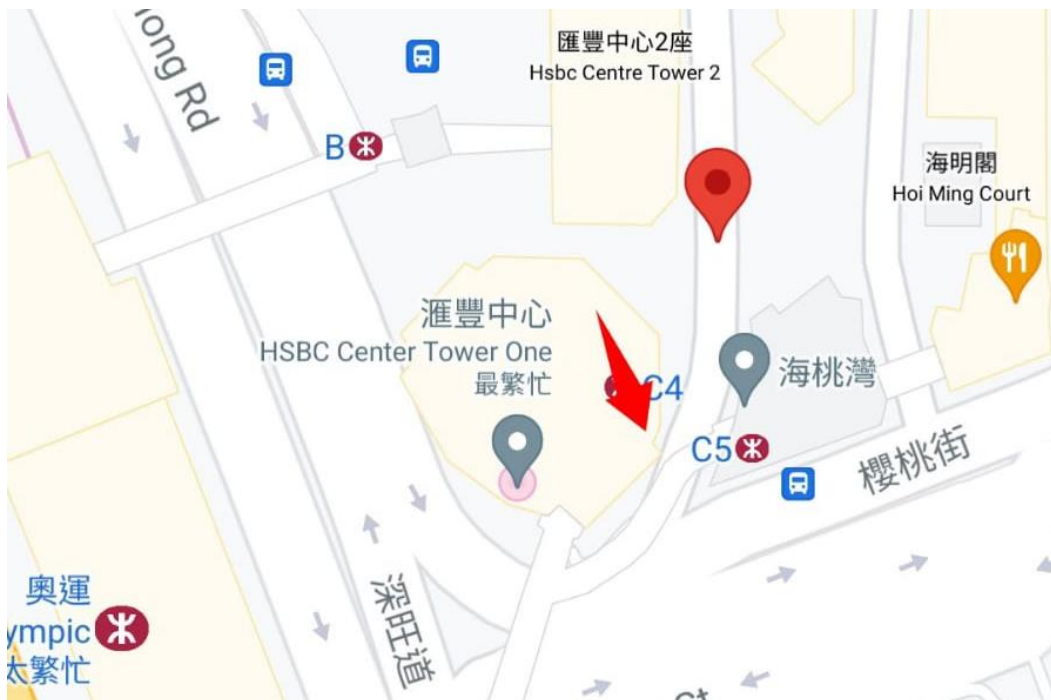 hong Rd
匯豐中心2座
Hsbc Centre Tower 2
B
海明閣
Hoi Ming Court
滙豐中心
HSBC Center Tower One
最繁忙
C4
海桃灣
C5
櫻桃街
深旺道
奧運
ympic
太繁忙